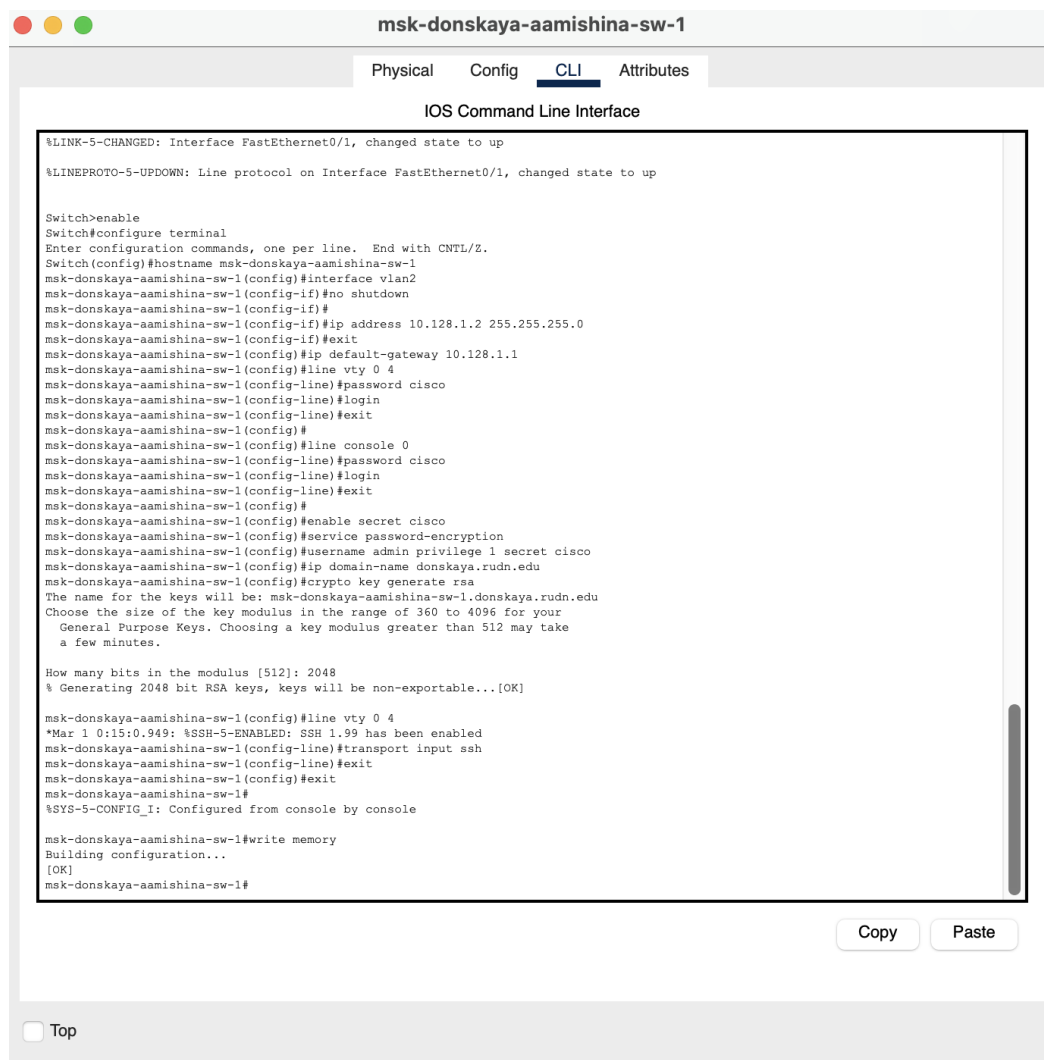 msk-donskaya-aamishina-sw-1
Physical Config CLI Attributes
IOS Command Line Interface
%LINK-5-CHANGED: Interface FastEthernet0/1, changed state to up
%LINEPROTO-5-UPDOWN: Line protocol on Interface FastEthernet0/1, changed state to up
Switch>enable
Switch#configure terminal
Enter configuration commands, one per line.  End with CNTL/Z.
Switch(config)#hostname msk-donskaya-aamishina-sw-1
msk-donskaya-aamishina-sw-1(config)#interface vlan2
msk-donskaya-aamishina-sw-1(config-if)#no shutdown
msk-donskaya-aamishina-sw-1(config-if)#
msk-donskaya-aamishina-sw-1(config-if)#ip address 10.128.1.2 255.255.255.0
msk-donskaya-aamishina-sw-1(config-if)#exit
msk-donskaya-aamishina-sw-1(config)#ip default-gateway 10.128.1.1
msk-donskaya-aamishina-sw-1(config)#line vty 0 4
msk-donskaya-aamishina-sw-1(config-line)#password cisco
msk-donskaya-aamishina-sw-1(config-line)#login
msk-donskaya-aamishina-sw-1(config-line)#exit
msk-donskaya-aamishina-sw-1(config)#
msk-donskaya-aamishina-sw-1(config)#line console 0
msk-donskaya-aamishina-sw-1(config-line)#password cisco
msk-donskaya-aamishina-sw-1(config-line)#login
msk-donskaya-aamishina-sw-1(config-line)#exit
msk-donskaya-aamishina-sw-1(config)#
msk-donskaya-aamishina-sw-1(config)#enable secret cisco
msk-donskaya-aamishina-sw-1(config)#service password-encryption
msk-donskaya-aamishina-sw-1(config)#username admin privilege 1 secret cisco
msk-donskaya-aamishina-sw-1(config)#ip domain-name donskaya.rudn.edu
msk-donskaya-aamishina-sw-1(config)#crypto key generate rsa
The name for the keys will be: msk-donskaya-aamishina-sw-1.donskaya.rudn.edu
Choose the size of the key modulus in the range of 360 to 4096 for your
General Purpose Keys. Choosing a key modulus greater than 512 may take
a few minutes.
How many bits in the modulus [512]: 2048
% Generating 2048 bit RSA keys, keys will be non-exportable...[OK]
msk-donskaya-aamishina-sw-1(config)#line vty 0 4
*Mar 1 0:15:0.949: %SSH-5-ENABLED: SSH 1.99 has been enabled
msk-donskaya-aamishina-sw-1(config-line)#transport input ssh
msk-donskaya-aamishina-sw-1(config-line)#exit
msk-donskaya-aamishina-sw-1(config)#exit
msk-donskaya-aamishina-sw-1#
%SYS-5-CONFIG_I: Configured from console by console
msk-donskaya-aamishina-sw-1#write memory
Building configuration...
[OK]
msk-donskaya-aamishina-sw-1#
Copy Paste
Top